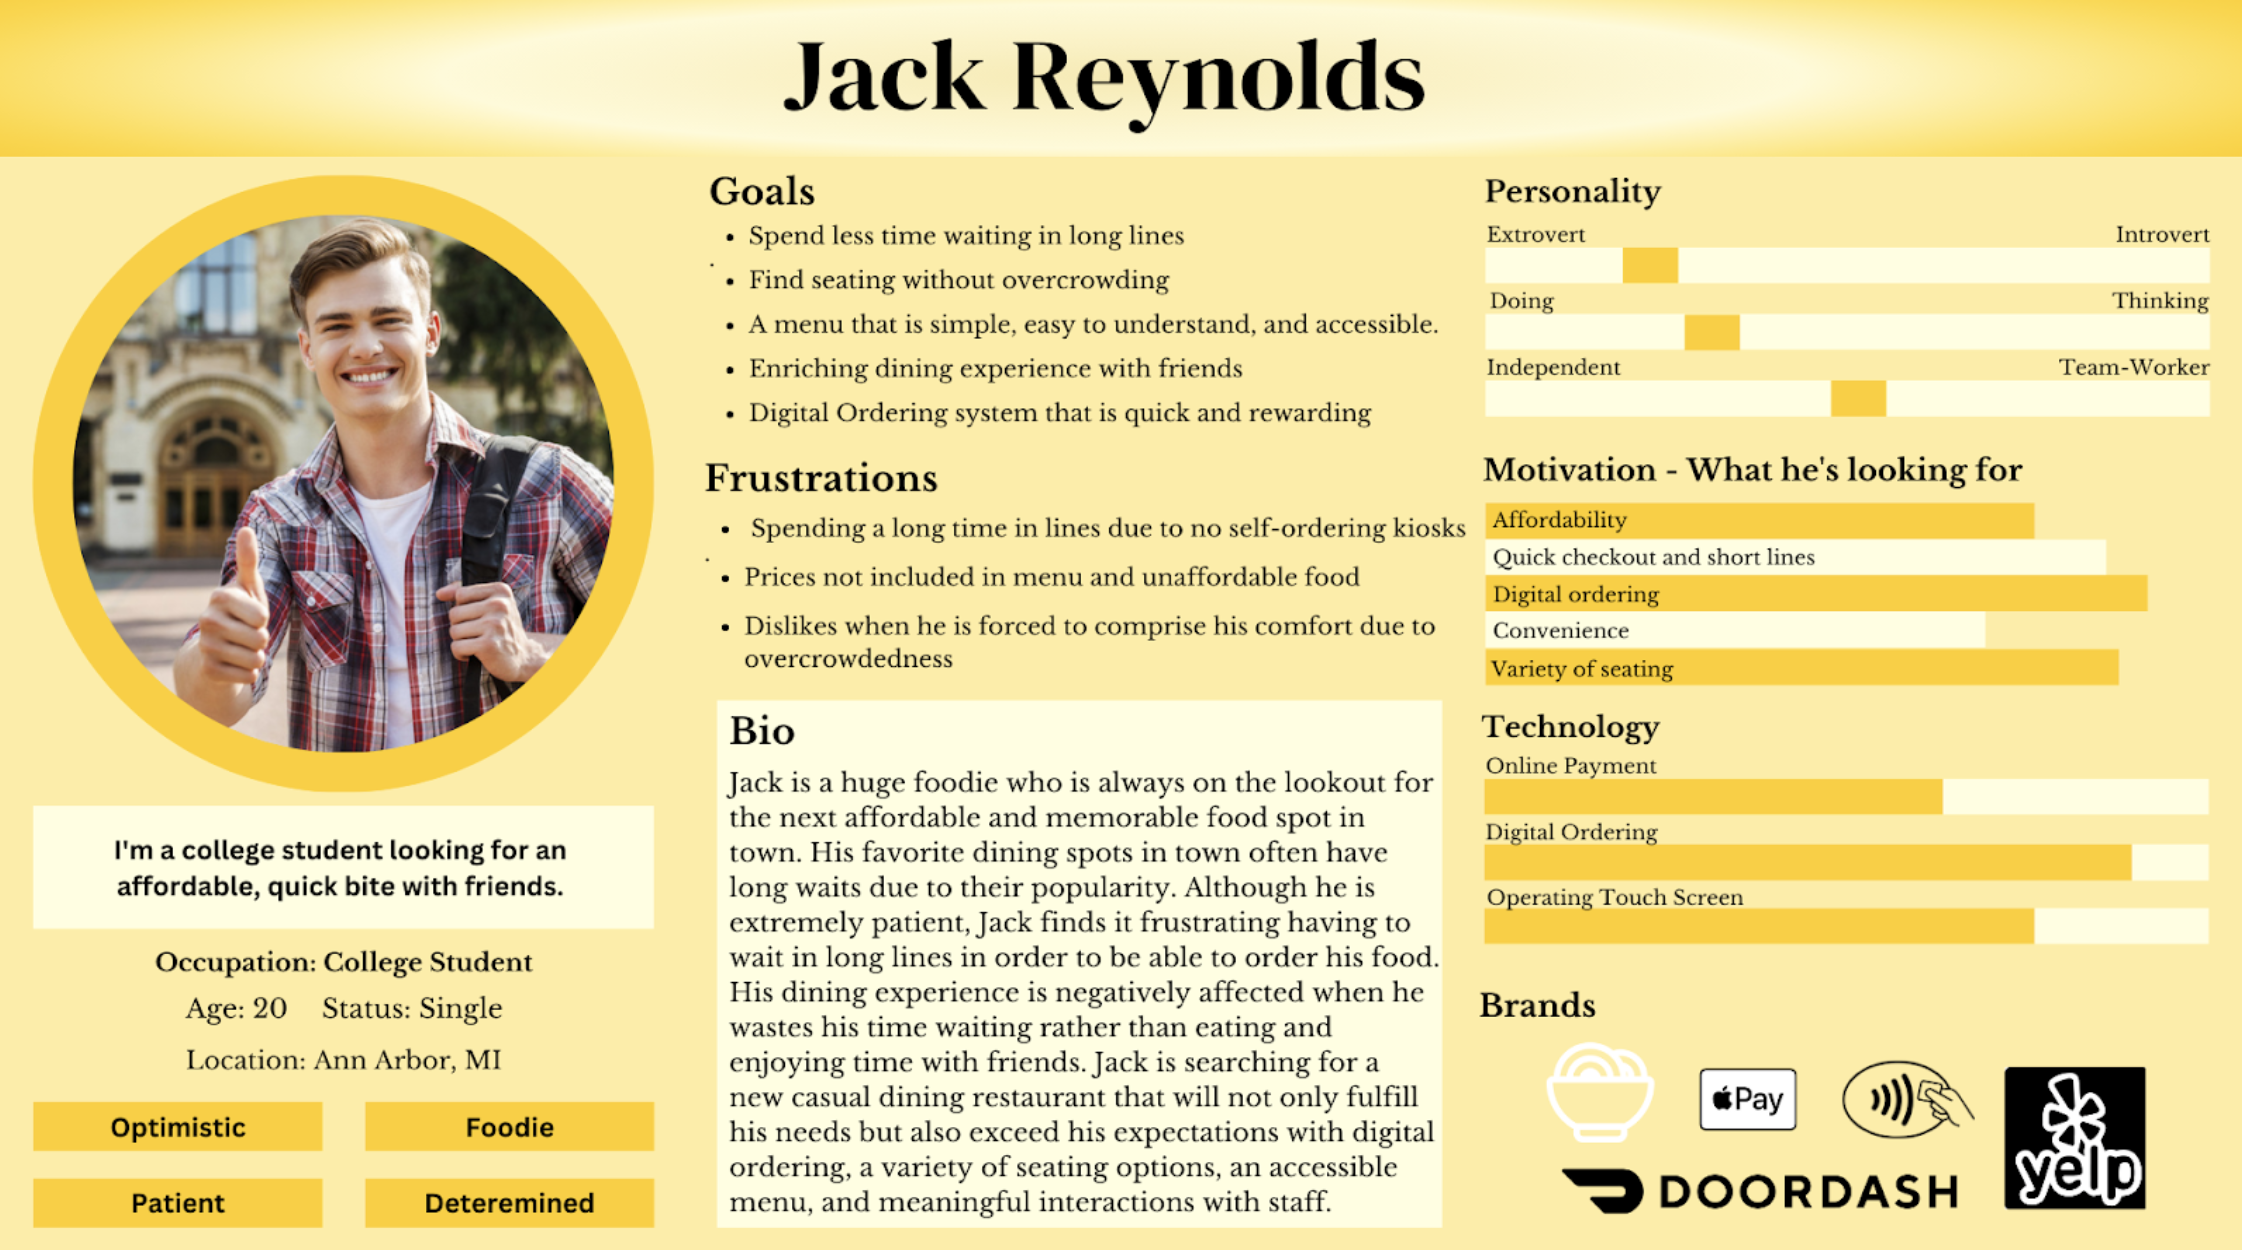 Jack Reynolds
I'm a college student looking for an
affordable, quick bite with friends.
Occupation: College Student
Age: 20 Status: Single
Location: Ann Arbor, MI
Optimistic
Foodie
Patient
Deteremined
Goals
• Spend less time waiting in long lines
• Find seating without overcrowding
• A menu that is simple, easy to understand, and accessible.
• Enriching dining experience with friends
• Digital Ordering system that is quick and rewarding
Frustrations
• Spending a long time in lines due to no self-ordering kiosks
• Prices not included in menu and unaffordable food
• Dislikes when he is forced to comprise his comfort due to
overcrowdedness
Bio
Jack is a huge foodie who is always on the lookout for
the next affordable and memorable food spot in
town. His favorite dining spots in town often have
long waits due to their popularity. Although he is
extremely patient, Jack finds it frustrating having to
wait in long lines in order to be able to order his food.
His dining experience is negatively affected when he
wastes his time waiting rather than eating and
enjoying time with friends. Jack is searching for a
new casual dining restaurant that will not only fulfill
his needs but also exceed his expectations with digital
ordering, a variety of seating options, an accessible
menu, and meaningful interactions with staff.
Personality
Extrovert Introvert
Doing Thinking
Independent Team-Worker
Motivation - What he's looking for
Affordability
Quick checkout and short lines
Digital ordering
Convenience
Variety of seating
Technology
Online Payment
Digital Ordering
Operating Touch Screen
Brands
Pay
yelp
DOORDASH